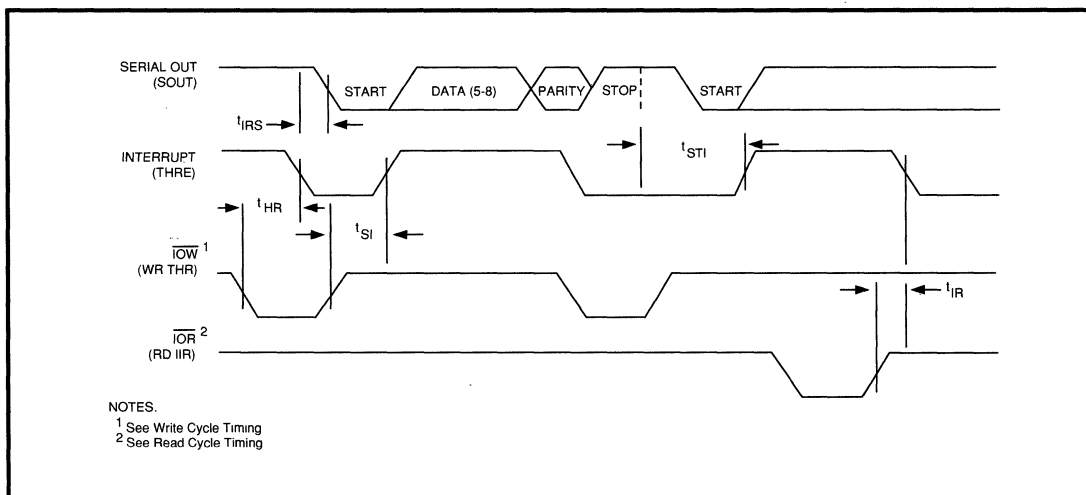 SERIAL OUT
(SOUT)
START
DATA (5-8)
PARITY
STOP
START
tIRS
INTERRUPT
(THRE)
tSTI
tHR
tSI
IOW 1
(WR THR)
tIR
IOR 2
(RD IIR)
NOTES.
1 See Write Cycle Timing
2 See Read Cycle Timing